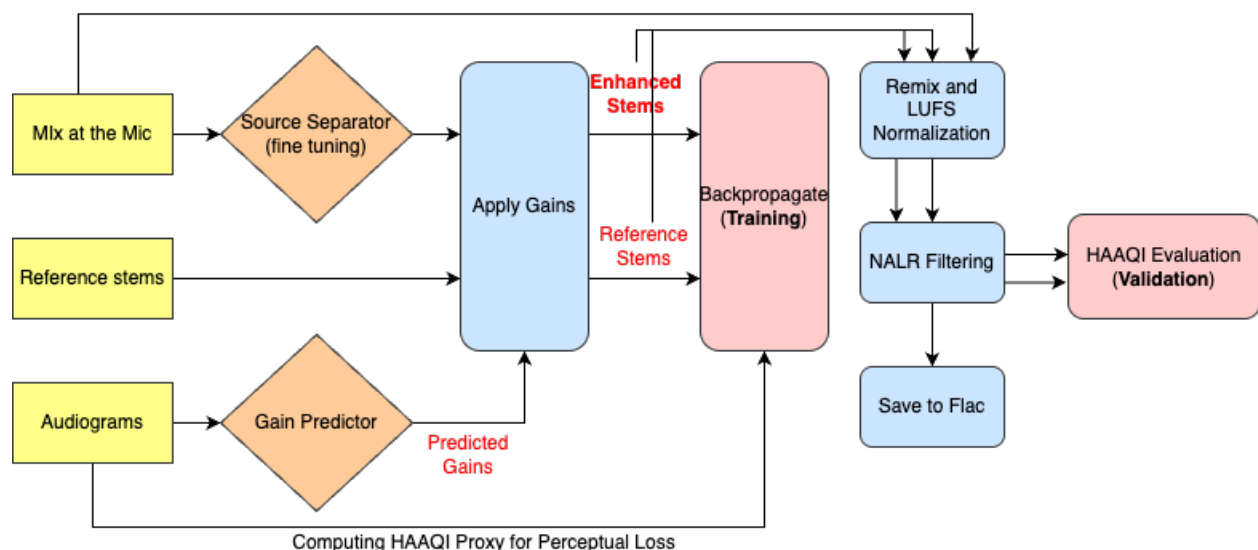 MIx at the Mic
Source Separator
(fine tuning)
Apply Gains
Enhanced
Stems
Backpropagate
(Training)
Reference
Stems
Remix and
LUFS
Normalization
Reference stems
NALR Filtering
HAAQI Evaluation
(Validation)
Audiograms
Gain Predictor
Predicted
Gains
Save to Flac
Computing HAAQI Proxy for Perceptual Loss